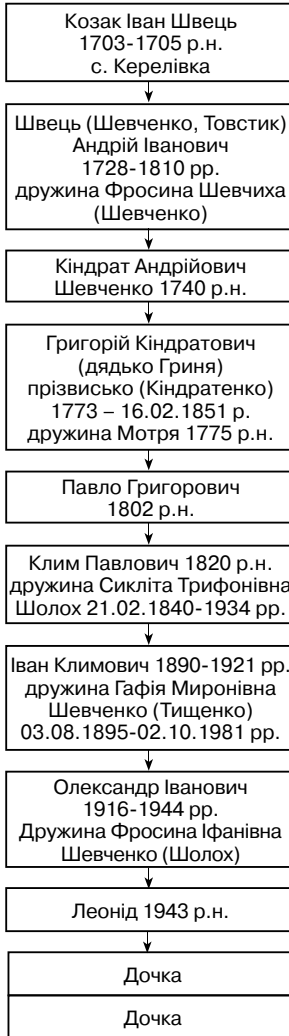 Козак Іван Швець
1703-1705 р.н.
с. Керелівка
Швець (Шевченко, Товстик)
Андрій Іванович
1728-1810 рр.
дружина Фросина Шевчиха
(Шевченко)
Кіндрат Андрійович
Шевченко 1740 р.н.
Григорій Кіндратович
(дядько Гриня)
прізвисько (Кіндратенко)
1773 – 16.02.1851 р.
дружина Мотря 1775 р.н.
Павло Григорович
1802 р.н.
Клим Павлович 1820 р.н.
дружина Сикліта Трифонівна
Шолох 21.02.1840-1934 рр.
Іван Климович 1890-1921 рр.
дружина Гафія Миронівна
Шевченко (Тищенко)
03.08.1895-02.10.1981 рр.
Олександр Іванович
1916-1944 рр.
Дружина Фросина Іфанівна
Шевченко (Шолох)
Леонід 1943 р.н.
Дочка
Дочка